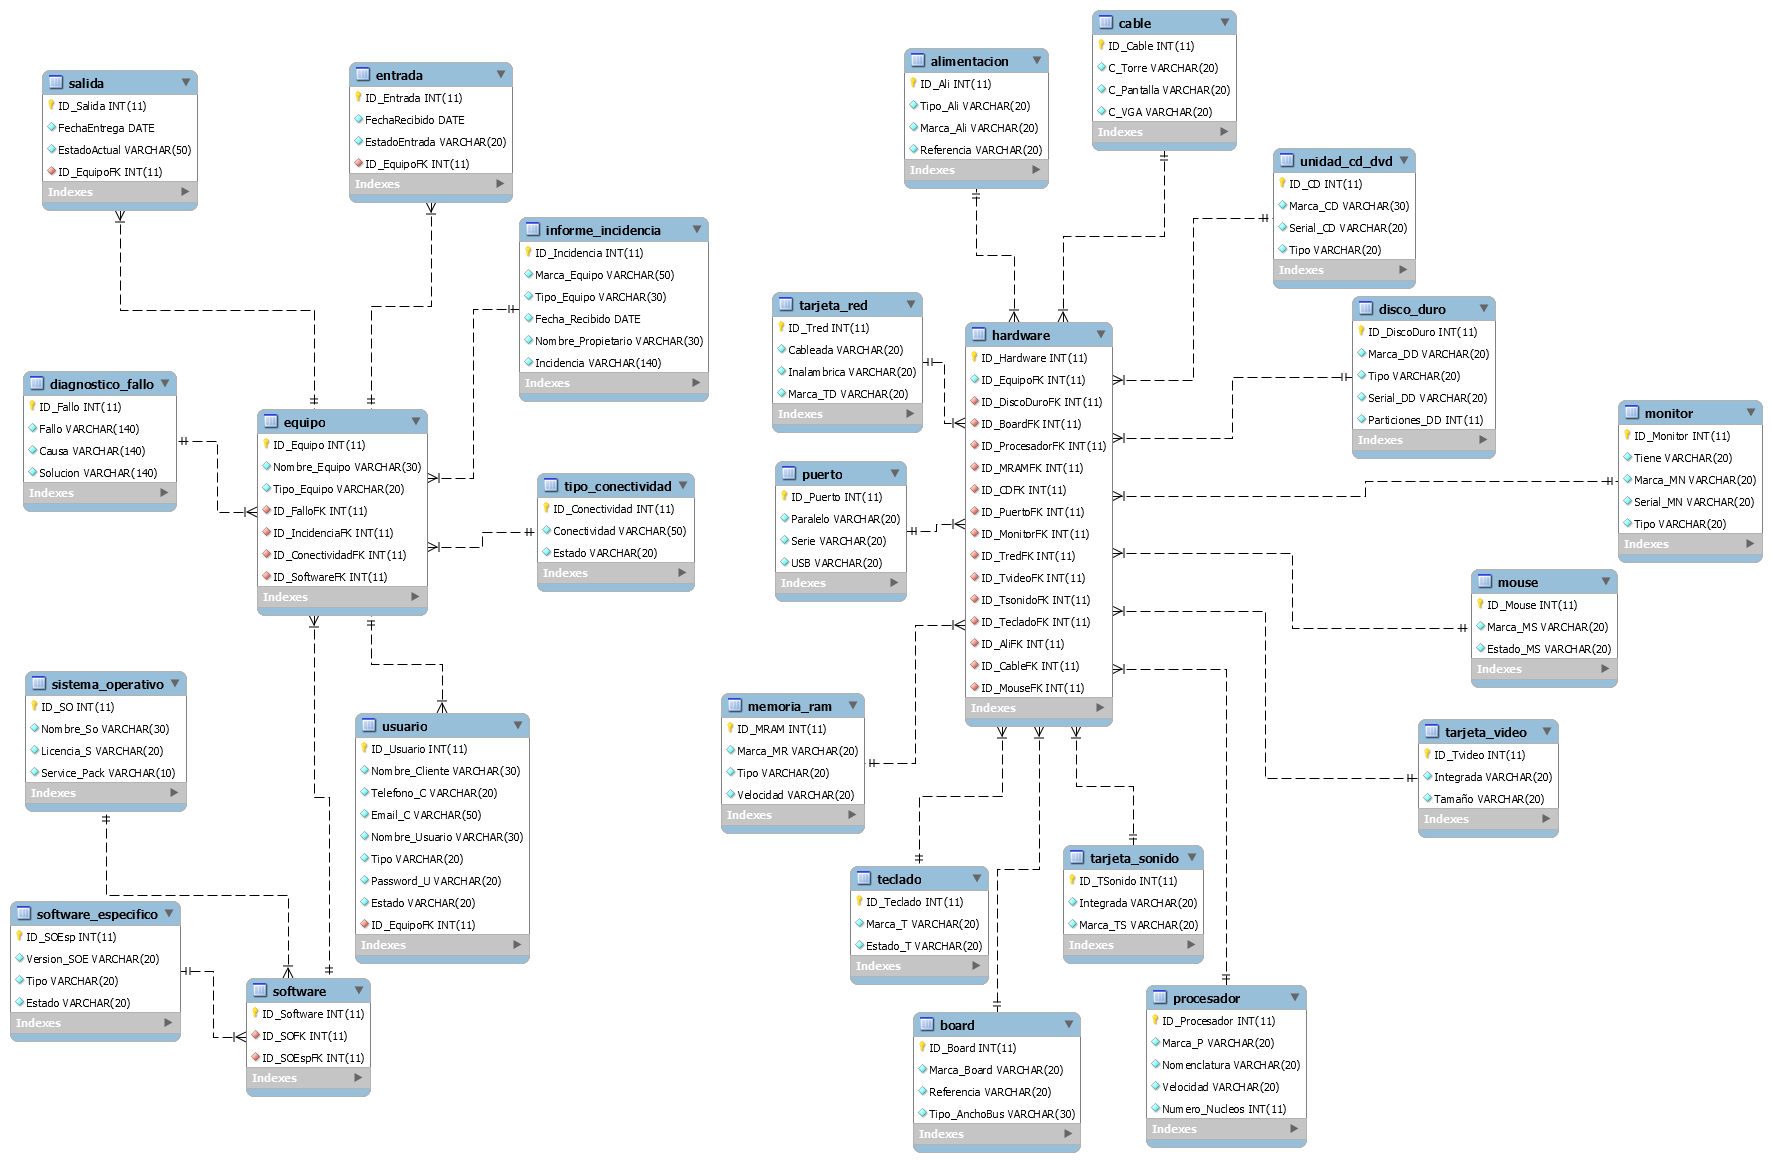 salida
ID_Salida INT(11)
FechaEntrega DATE
EstadoActual VARCHAR(50)
ID_EquipoFK INT(11)
Indexes
entrada
ID_Entrada INT(11)
FechaRecibido DATE
EstadoEntrada VARCHAR(20)
ID_EquipoFK INT(11)
Indexes
informe_incidencia
ID_Incidencia INT(11)
Marca_Equipo VARCHAR(50)
Tipo_Equipo VARCHAR(30)
Fecha_Recibido DATE
Nombre_Propietario VARCHAR(30)
Incidencia VARCHAR(140)
Indexes
diagnostico_fallo
ID_Fallo INT(11)
Fallo VARCHAR(140)
Causa VARCHAR(140)
Solucion VARCHAR(140)
Indexes
equipo
ID_Equipo INT(11)
Nombre_Equipo VARCHAR(30)
Tipo_Equipo VARCHAR(20)
ID_FalloFK INT(11)
ID_IncidenciaFK INT(11)
ID_ConectividadFK INT(11)
ID_SoftwareFK INT(11)
Indexes
tipo_conectividad
ID_Conectividad INT(11)
Conectividad VARCHAR(50)
Estado VARCHAR(20)
Indexes
sistema_operativo
ID_SO INT(11)
Nombre_So VARCHAR(30)
Licencia_S VARCHAR(20)
Service_Pack VARCHAR(10)
Indexes
usuario
ID_Usuario INT(11)
Nombre_Cliente VARCHAR(30)
Telefono_C VARCHAR(20)
Email_C VARCHAR(50)
Nombre_Usuario VARCHAR(30)
Tipo VARCHAR(20)
Password_U VARCHAR(20)
Estado VARCHAR(20)
ID_EquipoFK INT(11)
Indexes
software_especifico
ID_SOEsp INT(11)
Version_SOE VARCHAR(20)
Tipo VARCHAR(20)
Estado VARCHAR(20)
Indexes
software
ID_Software INT(11)
ID_SOFK INT(11)
ID_SOEspFK INT(11)
Indexes
alimentacion
ID_Ali INT(11)
Tipo_Ali VARCHAR(20)
Marca_Ali VARCHAR(20)
Referencia VARCHAR(20)
Indexes
cable
ID_Cable INT(11)
C_Torre VARCHAR(20)
C_Pantalla VARCHAR(20)
C_VGA VARCHAR(20)
Indexes
unidad_cd_dvd
ID_CD INT(11)
Marca_CD VARCHAR(30)
Serial_CD VARCHAR(20)
Tipo VARCHAR(20)
Indexes
tarjeta_red
ID_Tred INT(11)
Cableada VARCHAR(20)
Inalambrica VARCHAR(20)
Marca_TD VARCHAR(20)
Indexes
hardware
ID_Hardware INT(11)
ID_EquipoFK INT(11)
ID_DiscoDuroFK INT(11)
ID_BoardFK INT(11)
ID_ProcesadorFK INT(11)
ID_MRAMFK INT(11)
ID_CDFK INT(11)
ID_PuertoFK INT(11)
ID_MonitorFK INT(11)
ID_TredFK INT(11)
ID_TvideoFK INT(11)
ID_TsonidoFK INT(11)
ID_TecladoFK INT(11)
ID_AliFK INT(11)
ID_CableFK INT(11)
ID_MouseFK INT(11)
Indexes
disco_duro
ID_DiscoDuro INT(11)
Marca_DD VARCHAR(20)
Tipo VARCHAR(20)
Serial_DD VARCHAR(20)
Particiones_DD INT(11)
Indexes
monitor
ID_Monitor INT(11)
Tiene VARCHAR(20)
Marca_MN VARCHAR(20)
Serial_MN VARCHAR(20)
Tipo VARCHAR(20)
Indexes
puerto
ID_Puerto INT(11)
Paralelo VARCHAR(20)
Serie VARCHAR(20)
USB VARCHAR(20)
Indexes
mouse
ID_Mouse INT(11)
Marca_MS VARCHAR(20)
Estado_MS VARCHAR(20)
Indexes
memoria_ram
ID_MRAM INT(11)
Marca_MR VARCHAR(20)
Tipo VARCHAR(20)
Velocidad VARCHAR(20)
Indexes
tarjeta_video
ID_Tvideo INT(11)
Integrada VARCHAR(20)
Tamaño VARCHAR(20)
Indexes
teclado
ID_Teclado INT(11)
Marca_T VARCHAR(20)
Estado_T VARCHAR(20)
Indexes
tarjeta_sonido
ID_TSonido INT(11)
Integrada VARCHAR(20)
Marca_TS VARCHAR(20)
Indexes
board
ID_Board INT(11)
Marca_Board VARCHAR(20)
Referencia VARCHAR(20)
Tipo_AnchoBus VARCHAR(30)
Indexes
procesador
ID_Procesador INT(11)
Marca_P VARCHAR(20)
Nomenclatura VARCHAR(20)
Velocidad VARCHAR(20)
Numero_Nucleos INT(11)
Indexes